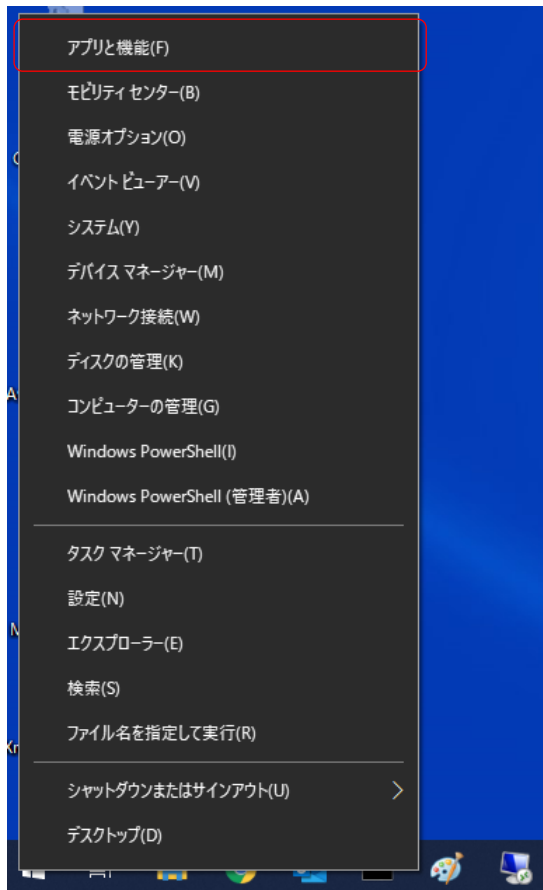 アプリと機能(F)
モビリティ センター(B)
電源オプション(O)
イベント ビューアー(V)
システム(Y)
デバイス マネージャー(M)
ネットワーク接続(W)
ディスクの管理(K)
コンピューターの管理(G)
Windows PowerShell(I)
Windows PowerShell (管理者)(A)
タスク マネージャー(T)
設定(N)
エクスプローラー(E)
検索(S)
ファイル名を指定して実行(R)
シャットダウンまたはサインアウト(U)
デスクトップ(D)